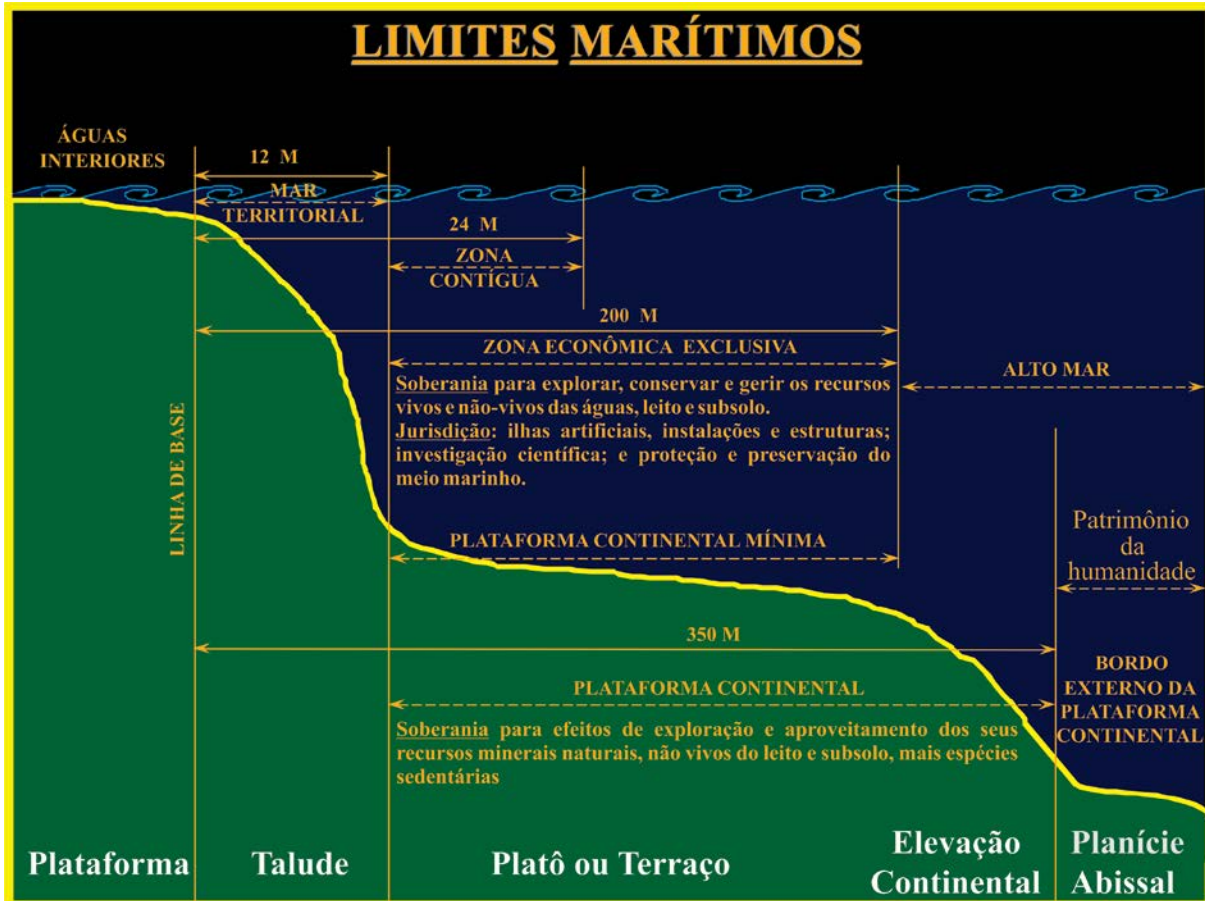 LIMITES MARÍTIMOS
ÁGUAS
INTERIORES
12 M
MAR
TERRITORIAL
24 M
ZONA
CONTÍGUA
200 M
ZONA ECONÔMICA EXCLUSIVA
Soberania para explorar, conservar e gerir os recursos
vivos e não-vivos das águas, leito e subsolo.
Jurisdição: ilhas artificiais, instalações e estruturas;
investigação científica; e proteção e preservação do
meio marinho.
ALTO MAR
LINHA DE BASE
PLATAFORMA CONTINENTAL MÍNIMA
Patrimônio
da
humanidade
350 M
PLATAFORMA CONTINENTAL
Soberania para efeitos de exploração e aproveitamento dos seus
recursos minerais naturais, não vivos do leito e subsolo, mais espécies
sedentárias
BORDO
EXTERNO DA
PLATAFORMA
CONTINENTAL
Plataforma
Talude
Platô ou Terraço
Elevação
Continental
Planície
Abissal